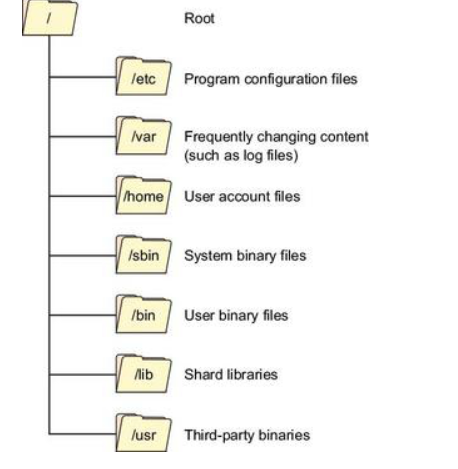 / Root
/etc Program configuration files
/var Frequently changing content
(such as log files)
/home User account files
/sbin System binary files
/bin User binary files
/lib Shard libraries
/usr Third-party binaries